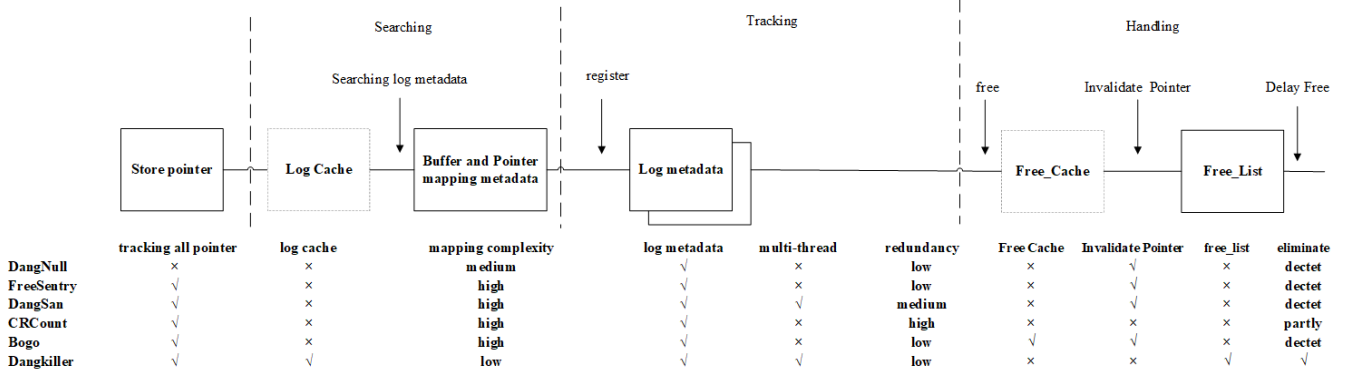 Searching
Tracking
Handling
Searching log metadata
register
free
Invalidate Pointer
Delay Free
Store pointer
Log Cache
Buffer and Pointer
mapping metadata
Log metadata
Free_Cache
Free_List
tracking all pointer log cache mapping complexity log metadata multi-thread redundancy Free Cache Invalidate Pointer free_list eliminate
DangNull × × medium √ × low × √ × dectet
FreeSentry √ × high √ × low × √ × dectet
DangSan √ × high √ √ medium × √ × dectet
CRCount √ × high √ × high × × × partly
Bogo √ × high √ × low √ √ × dectet
Dangkiller √ √ low √ √ low × × √ √